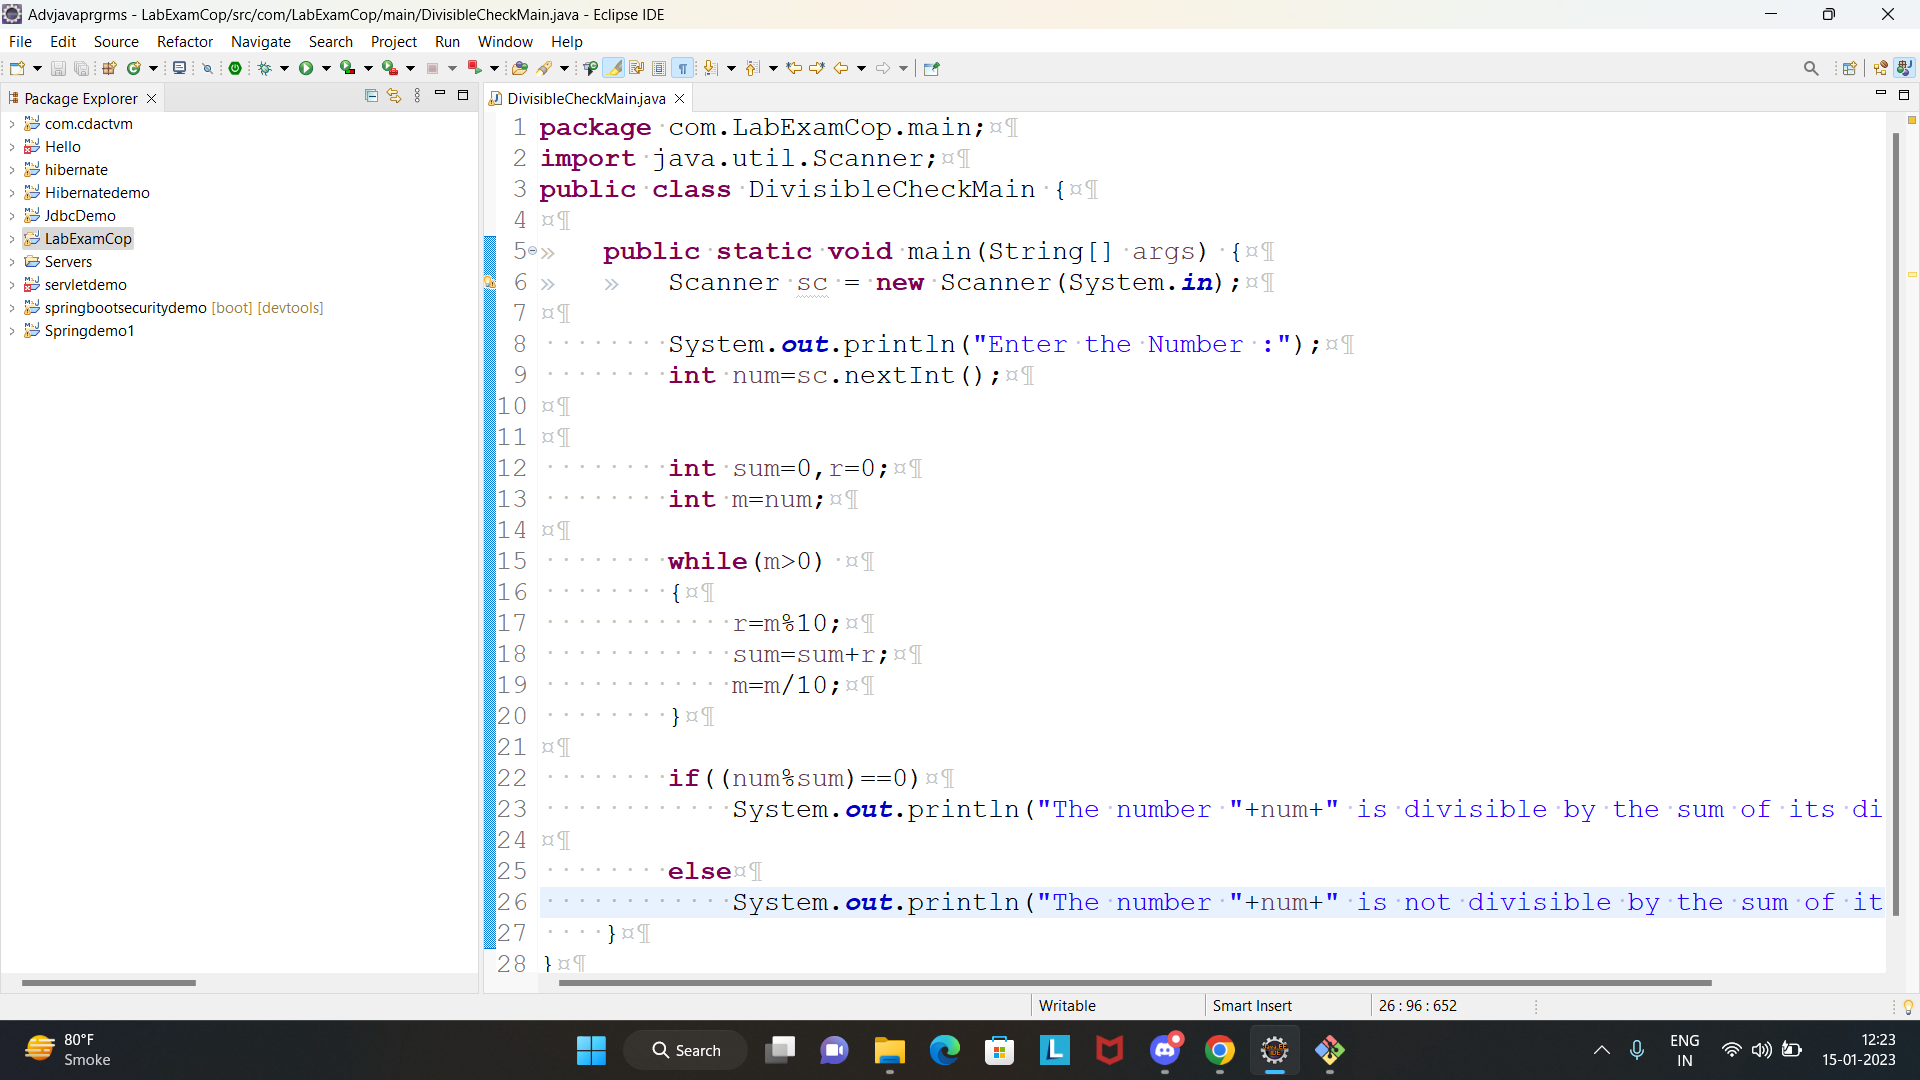 Advjavaprgrms - LabExamCop/src/com/LabExamCop/main/DivisibleCheckMain.java - Eclipse IDE
File Edit Source Refactor Navigate Search Project Run Window Help
Package Explorer
com.cdactvm
Hello
hibernate
Hibernatedemo
JdbcDemo
LabExamCop
Servers
servletdemo
springbootsecuritydemo [boot] [devtools]
Springdemo1
DivisibleCheckMain.java
1 package·com.LabExamCop.main;¤¶
2 import·java.util.Scanner;¤¶
3 public·class·DivisibleCheckMain·{¤¶
4 ¤¶
5 » public·static·void·main(String[]·args)·{¤¶
6 » » Scanner·sc·=·new·Scanner(System.in);¤¶
7 ¤¶
8 ········System.out.println("Enter·the·Number·:");¤¶
9 ········int·num=sc.nextInt();¤¶
10 ¤¶
11 ¤¶
12 ········int·sum=0,r=0;¤¶
13 ········int·m=num;¤¶
14 ¤¶
15 ········while(m>0)·¤¶
16 ········{¤¶
17 ············r=m%10;¤¶
18 ············sum=sum+r;¤¶
19 ············m=m/10;¤¶
20 ········}¤¶
21 ¤¶
22 ········if((num%sum)==0)¤¶
23 ············System.out.println("The·number·"+num+"·is·divisible·by·the·sum·of·its·di
24 ¤¶
25 ········else¤¶
26 ············System.out.println("The·number·"+num+"·is·not·divisible·by·the·sum·of·it
27 ····}¤¶
28 }¤¶
Writable Smart Insert 26 : 96 : 652
80°F
Smoke
Search
ENG
IN
12:23
15-01-2023